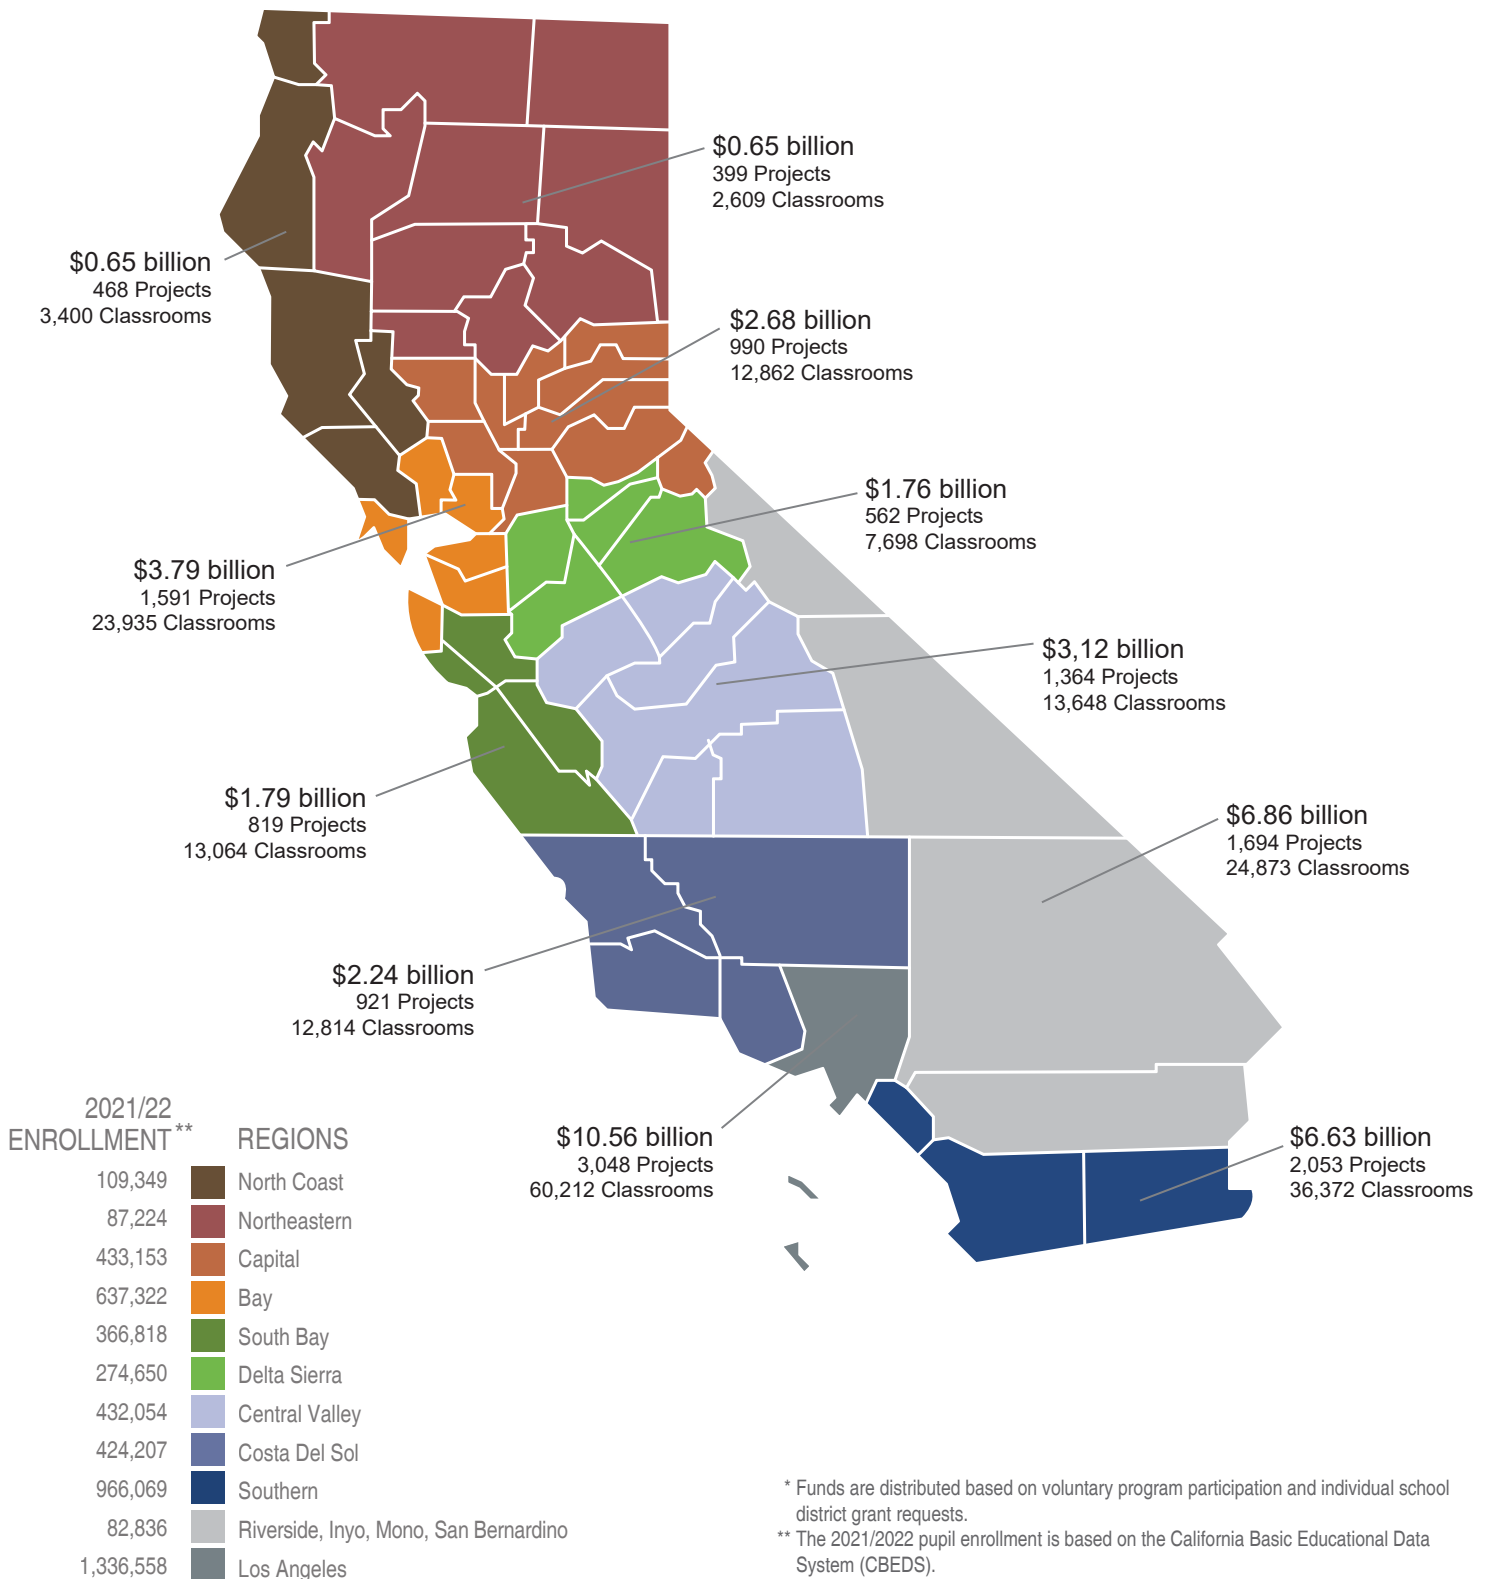 $0.65 billion
399 Projects
2,609 Classrooms
$0.65 billion
468 Projects
3,400 Classrooms
$2.68 billion
990 Projects
12,862 Classrooms
$1.76 billion
562 Projects
7,698 Classrooms
$3.79 billion
1,591 Projects
23,935 Classrooms
$3,12 billion
1,364 Projects
13,648 Classrooms
$1.79 billion
819 Projects
13,064 Classrooms
$6.86 billion
1,694 Projects
24,873 Classrooms
$2.24 billion
921 Projects
12,814 Classrooms
$10.56 billion
3,048 Projects
60,212 Classrooms
$6.63 billion
2,053 Projects
36,372 Classrooms
2021/22
ENROLLMENT** REGIONS
109,349 North Coast
87,224 Northeastern
433,153 Capital
637,322 Bay
366,818 South Bay
274,650 Delta Sierra
432,054 Central Valley
424,207 Costa Del Sol
966,069 Southern
82,836 Riverside, Inyo, Mono, San Bernardino
1,336,558 Los Angeles
* Funds are distributed based on voluntary program participation and individual school
district grant requests.
** The 2021/2022 pupil enrollment is based on the California Basic Educational Data
System (CBEDS).